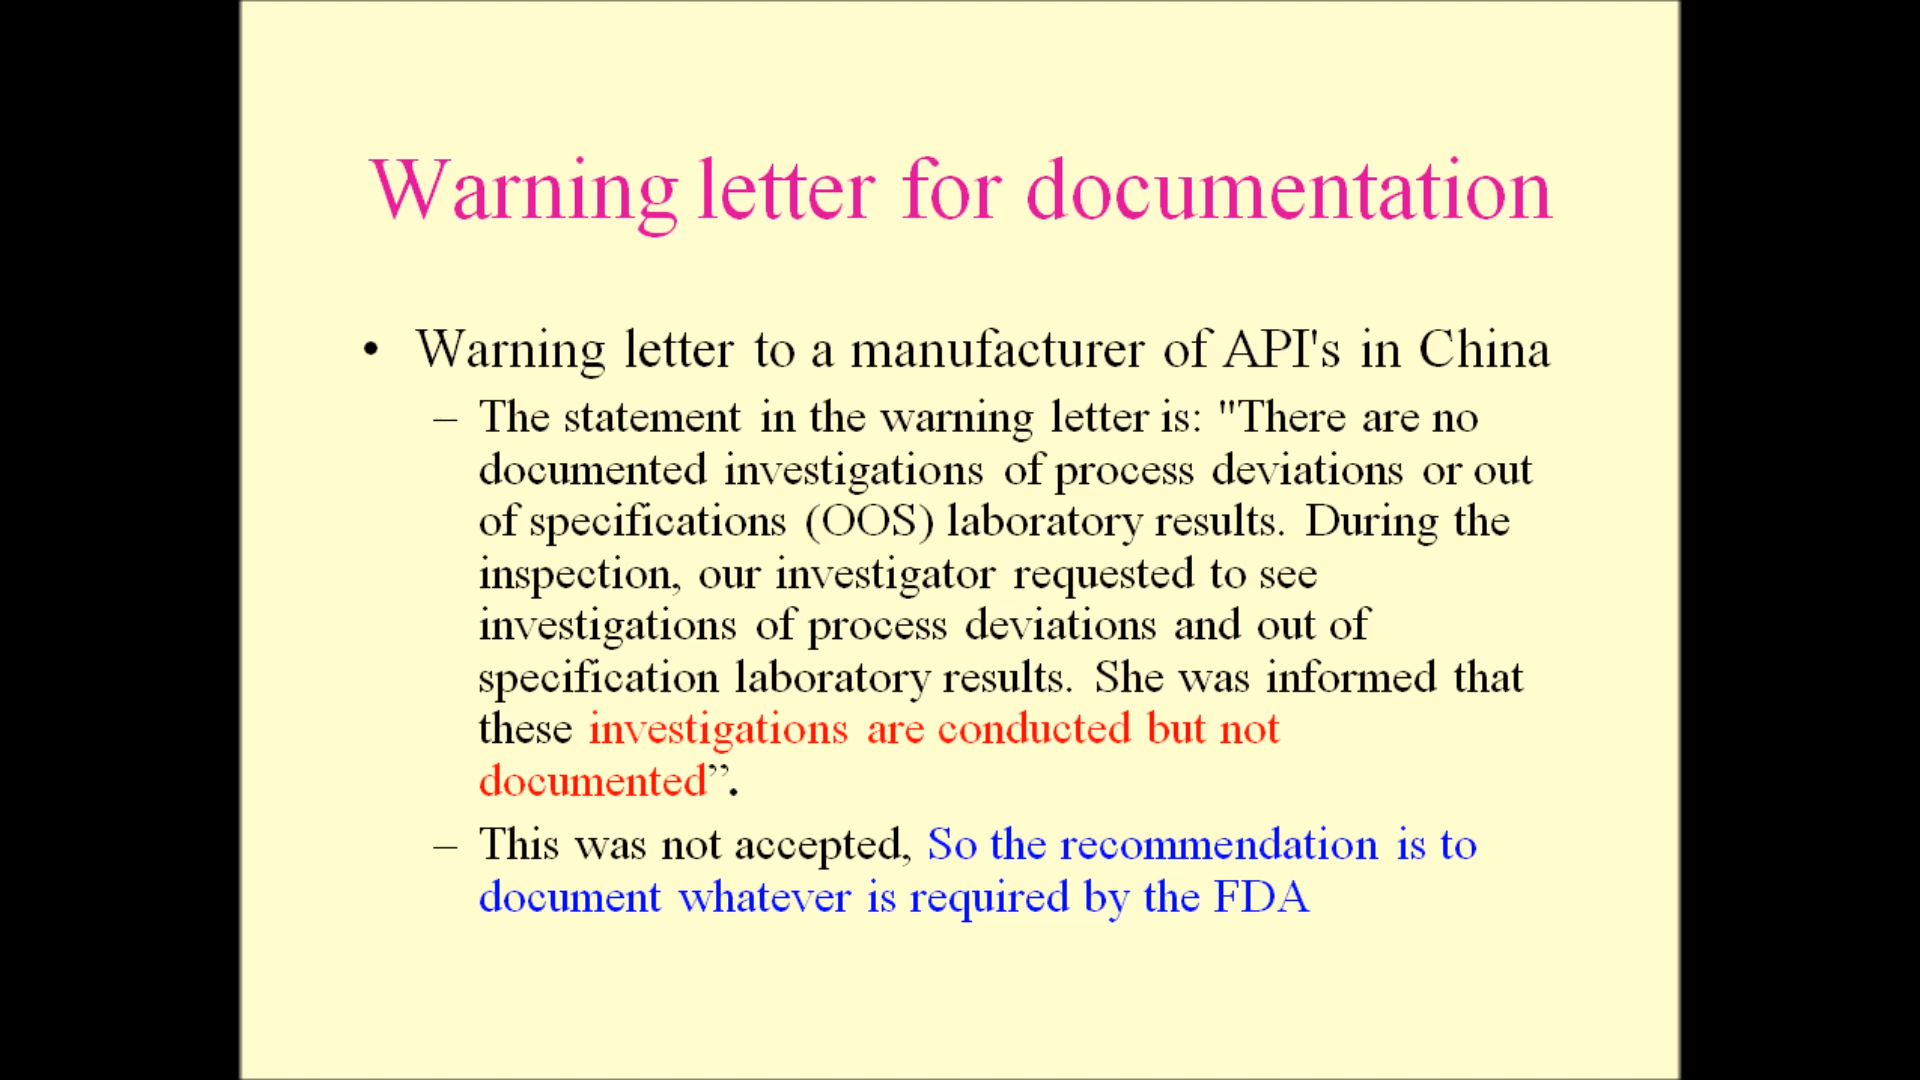 Warning letter for documentation
• Warning letter to a manufacturer of API's in China
– The statement in the warning letter is: "There are no
documented investigations of process deviations or out
of specifications (OOS) laboratory results. During the
inspection, our investigator requested to see
investigations of process deviations and out of
specification laboratory results. She was informed that
these investigations are conducted but not
documented”.
– This was not accepted, So the recommendation is to
document whatever is required by the FDA